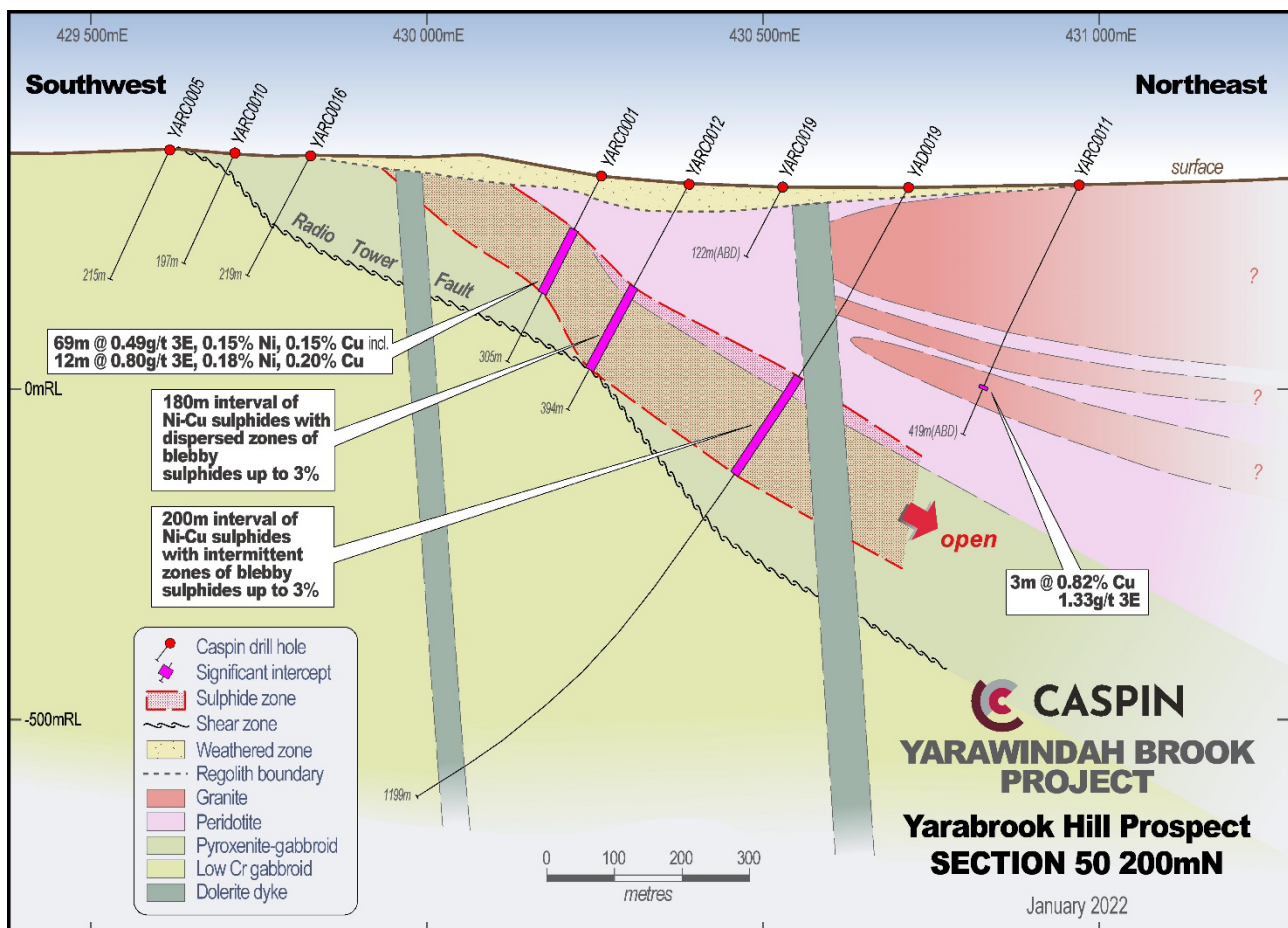 429 500mE
430 000mE
430 500mE
431 000mE
Southwest
Northeast
YARC0005
YARC0010
YARC0016
YARC0001
YARC0012
YARC0019
YAD0019
YARC0011
surface
Radio Tower Fault
215m
197m
219m
305m
394m
122m(ABD)
419m(ABD)
1199m
69m @ 0.49g/t 3E, 0.15% Ni, 0.15% Cu incl.
12m @ 0.80g/t 3E, 0.18% Ni, 0.20% Cu
0mRL
180m interval of
Ni-Cu sulphides with
dispersed zones of
blebby
sulphides up to 3%
200m interval of
Ni-Cu sulphides
with intermittent
zones of blebby
sulphides up to 3%
?
?
?
open
3m @ 0.82% Cu
1.33g/t 3E
-500mRL
Caspin drill hole
Significant intercept
Sulphide zone
Shear zone
Weathered zone
Regolith boundary
Granite
Peridotite
Pyroxenite-gabbroid
Low Cr gabbroid
Dolerite dyke
0 100 200 300
metres
CASPIN
YARAWINDAH BROOK
PROJECT
Yarabrook Hill Prospect
SECTION 50 200mN
January 2022